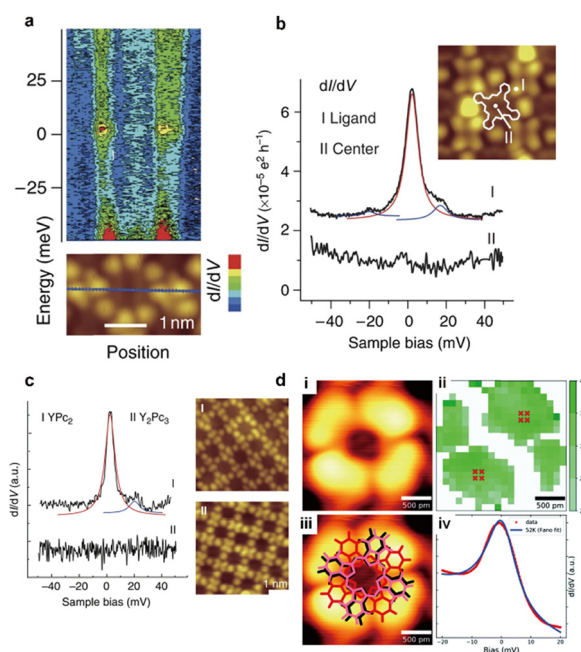 a
Energy (meV)
25
0
−25
1 nm
dI/dV
Position
b
dI/dV
I Ligand
II Center
I
II
I
II
dI/dV (×10⁻⁵ e² h⁻¹)
6
4
2
0
−40 −20 0 20 40
Sample bias (mV)
c
I YPc₂ II Y₂Pc₃
I
II
dI/dV (a.u.)
−40 −20 0 20 40
Sample bias (mV)
I
II
1 nm
d
i
500 pm
ii
500 pm
iii
500 pm
iv
data
52K (Fano fit)
dI/dV (a.u.)
−20 −10 0 10 20
Bias (mV)